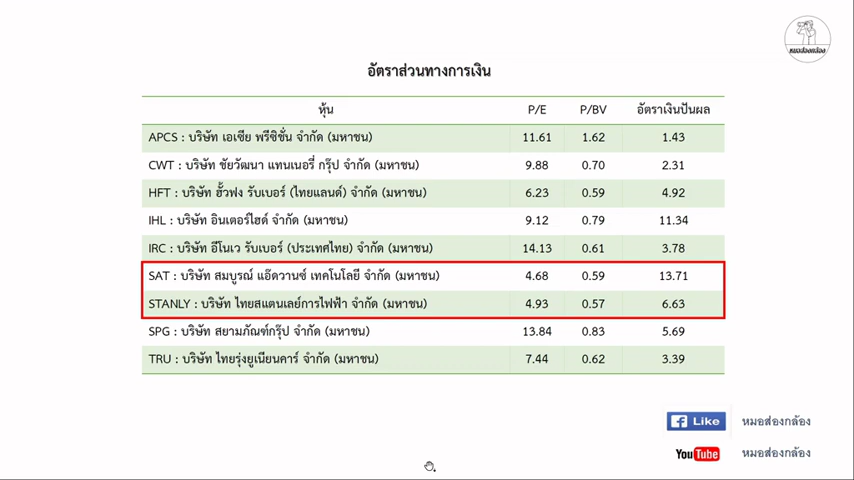 หมอส่องกล้อง
อัตราส่วนทางการเงิน
หุ้น P/E P/BV อัตราเงินปันผล
APCS : บริษัท เอเซีย พรีซิชั่น จำกัด (มหาชน) 11.61 1.62 1.43
CWT : บริษัท ชัยวัฒนา แทนเนอรี่ กรุ๊ป จำกัด (มหาชน) 9.88 0.70 2.31
HFT : บริษัท ฮั้วฟง รับเบอร์ (ไทยแลนด์) จำกัด (มหาชน) 6.23 0.59 4.92
IHL : บริษัท อินเตอร์ไฮด์ จำกัด (มหาชน) 9.12 0.79 11.34
IRC : บริษัท อีโนเว รับเบอร์ (ประเทศไทย) จำกัด (มหาชน) 14.13 0.61 3.78
SAT : บริษัท สมบูรณ์ แอ๊ดวานซ์ เทคโนโลยี จำกัด (มหาชน) 4.68 0.59 13.71
STANLY : บริษัท ไทยสแตนเลย์การไฟฟ้า จำกัด (มหาชน) 4.93 0.57 6.63
SPG : บริษัท สยามภัณฑ์กรุ๊ป จำกัด (มหาชน) 13.84 0.83 5.69
TRU : บริษัท ไทยรุ่งยูเนียนคาร์ จำกัด (มหาชน) 7.44 0.62 3.39
Like หมอส่องกล้อง
YouTube หมอส่องกล้อง